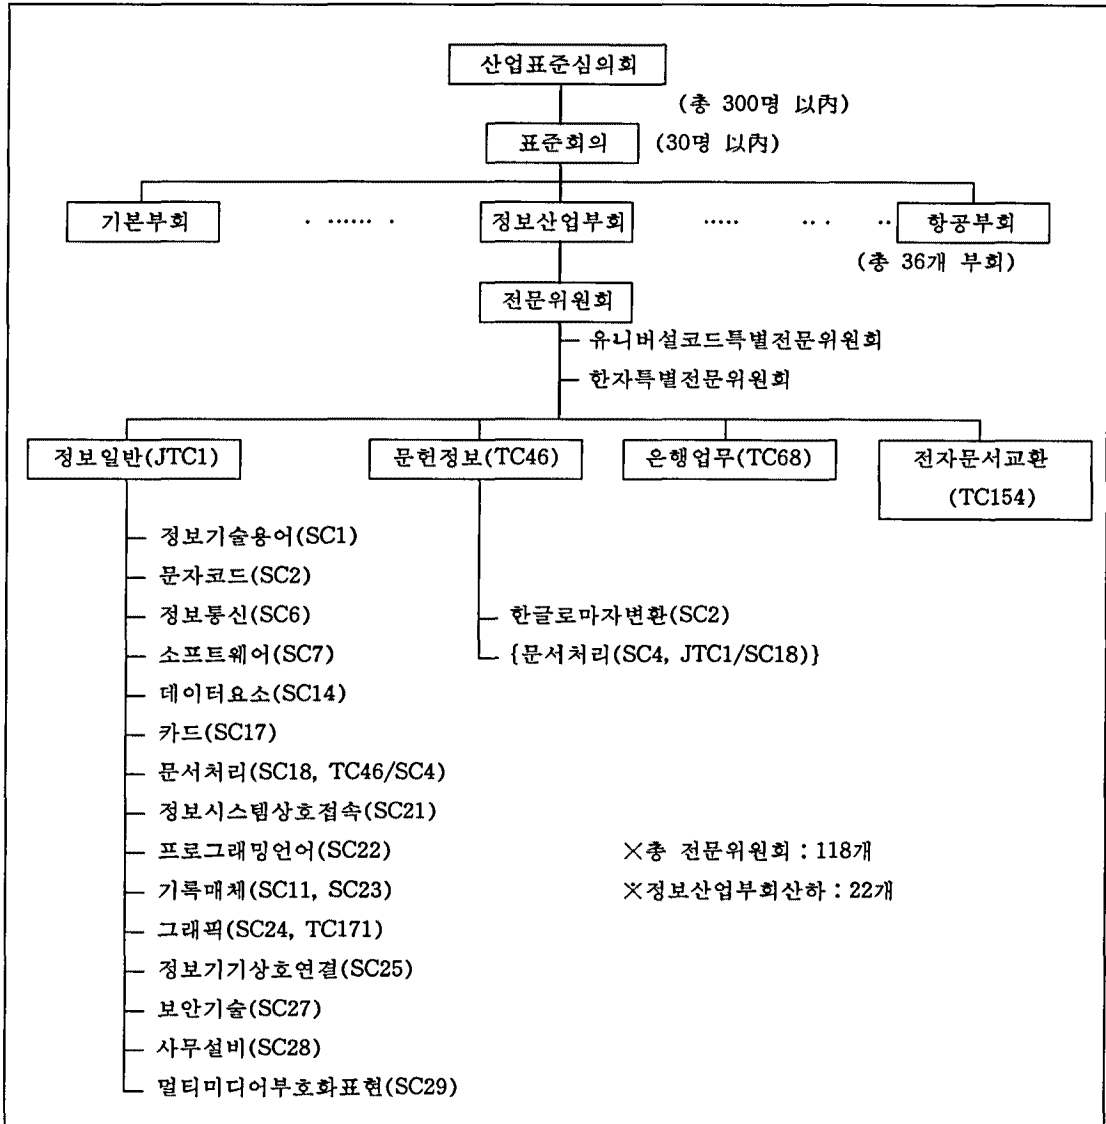 산업표준심의회
(총 300명 以內)
표준회의 (30명 以內)
기본부회 · ······ · 정보산업부회 ····· ·· · ·· 항공부회
(총 36개 부회)
전문위원회
유니버설코드특별전문위원회
한자특별전문위원회
정보일반(JTC1) 문헌정보(TC46) 은행업무(TC68) 전자문서교환
(TC154)
정보기술용어(SC1)
문자코드(SC2)
정보통신(SC6) 한글로마자변환(SC2)
소프트웨어(SC7) {문서처리(SC4, JTC1/SC18)}
데이터요소(SC14)
카드(SC17)
문서처리(SC18, TC46/SC4)
정보시스템상호접속(SC21)
프로그래밍언어(SC22) ※총 전문위원회 : 118개
기록매체(SC11, SC23) ※정보산업부회산하 : 22개
그래픽(SC24, TC171)
정보기기상호연결(SC25)
보안기술(SC27)
사무설비(SC28)
멀티미디어부호화표현(SC29)